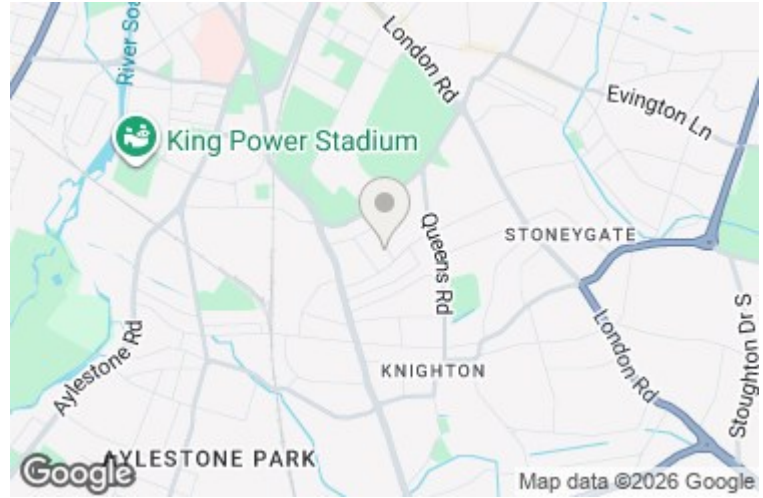 River Soa
London Rd
Evington Ln
King Power Stadium
Queens Rd
STONEYGATE
Aylestone Rd
KNIGHTON
London Rd
Stoughton Dr S
AYLESTONE PARK
Google
Map data ©2026 Google